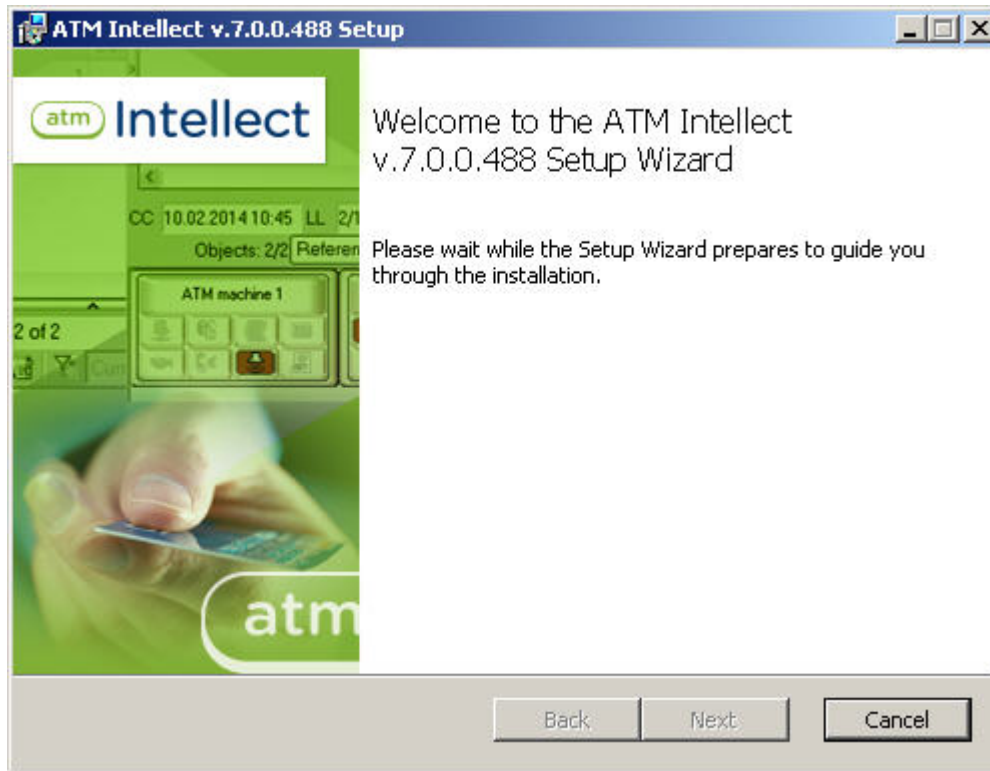 ATM Intellect v.7.0.0.488 Setup
atm Intellect
Welcome to the ATM Intellect
v.7.0.0.488 Setup Wizard
CC 10.02.2014 10:45 LL
Objects: 2/2
Please wait while the Setup Wizard prepares to guide you
through the installation.
ATM machine 1
2 of 2
atm
Back
Next
Cancel